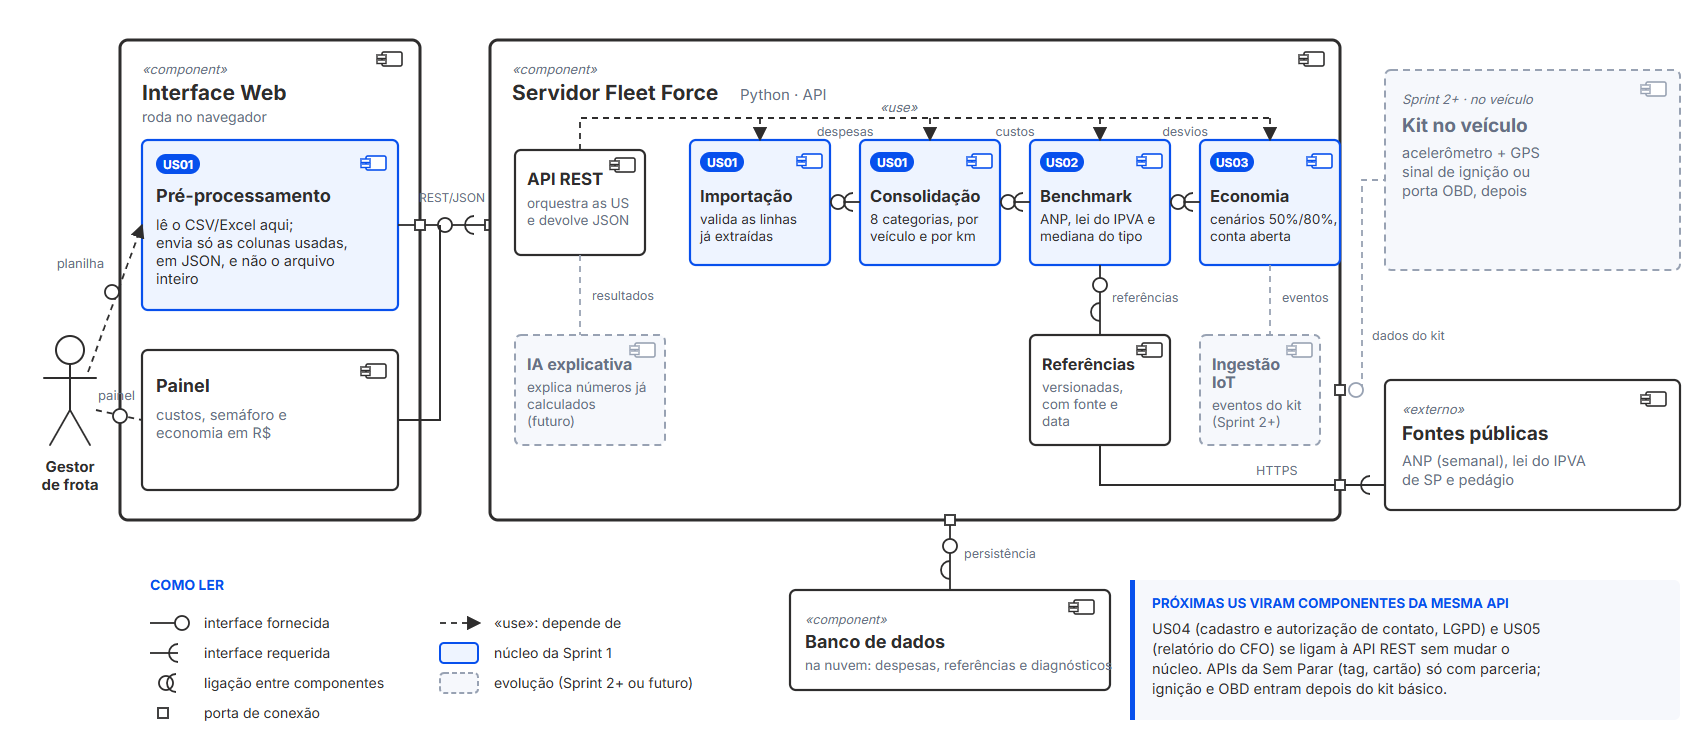 «component»
Interface Web
roda no navegador
US01
Pré-processamento
lê o CSV/Excel aqui;
envia só as colunas usadas,
em JSON, e não o arquivo
inteiro
planilha
painel
Gestor
de frota
Painel
custos, semáforo e
economia em R$
REST/JSON
«component»
Servidor Fleet Force
Python · API
«use»
despesas
custos
desvios
API REST
orquestra as US
e devolve JSON
US01
Importação
valida as linhas
já extraídas
US01
Consolidação
8 categorias, por
veículo e por km
US02
Benchmark
ANP, lei do IPVA e
mediana do tipo
US03
Economia
cenários 50%/80%,
conta aberta
resultados
referências
eventos
IA explicativa
explica números já
calculados
(futuro)
Referências
versionadas,
com fonte e
data
Ingestão
IoT
eventos do kit
(Sprint 2+)
HTTPS
Sprint 2+ · no veículo
Kit no veículo
acelerômetro + GPS
sinal de ignição ou
porta OBD, depois
dados do kit
«externo»
Fontes públicas
ANP (semanal), lei do IPVA
de SP e pedágio
persistência
«component»
Banco de dados
na nuvem: despesas, referências e diagnósticos
COMO LER
interface fornecida
interface requerida
ligação entre componentes
porta de conexão
«use»: depende de
núcleo da Sprint 1
evolução (Sprint 2+ ou futuro)
PRÓXIMAS US VIRAM COMPONENTES DA MESMA API
US04 (cadastro e autorização de contato, LGPD) e US05
(relatório do CFO) se ligam à API REST sem mudar o
núcleo. APIs da Sem Parar (tag, cartão) só com parceria;
ignição e OBD entram depois do kit básico.